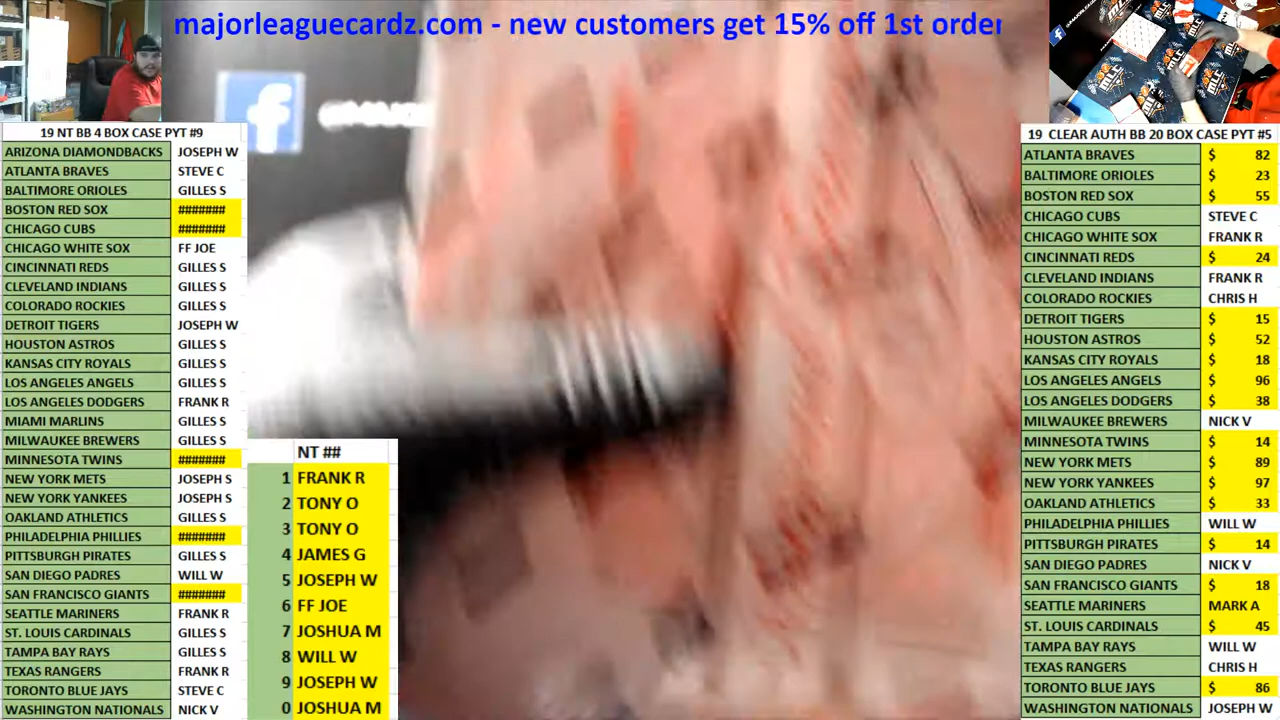 majorleaguecardz.com - new customers get 15% off 1st order
19 NT BB 4 BOX CASE PYT #9
ARIZONA DIAMONDBACKS JOSEPH W
ATLANTA BRAVES STEVE C
BALTIMORE ORIOLES GILLES S
BOSTON RED SOX #######
CHICAGO CUBS #######
CHICAGO WHITE SOX FF JOE
CINCINNATI REDS GILLES S
CLEVELAND INDIANS GILLES S
COLORADO ROCKIES GILLES S
DETROIT TIGERS JOSEPH W
HOUSTON ASTROS GILLES S
KANSAS CITY ROYALS GILLES S
LOS ANGELES ANGELS GILLES S
LOS ANGELES DODGERS FRANK R
MIAMI MARLINS GILLES S
MILWAUKEE BREWERS GILLES S
MINNESOTA TWINS #######
NEW YORK METS JOSEPH S
NEW YORK YANKEES JOSEPH S
OAKLAND ATHLETICS GILLES S
PHILADELPHIA PHILLIES #######
PITTSBURGH PIRATES GILLES S
SAN DIEGO PADRES WILL W
SAN FRANCISCO GIANTS #######
SEATTLE MARINERS FRANK R
ST. LOUIS CARDINALS GILLES S
TAMPA BAY RAYS GILLES S
TEXAS RANGERS FRANK R
TORONTO BLUE JAYS STEVE C
WASHINGTON NATIONALS NICK V
NT ##
1 FRANK R
2 TONY O
3 TONY O
4 JAMES G
5 JOSEPH W
6 FF JOE
7 JOSHUA M
8 WILL W
9 JOSEPH W
0 JOSHUA M
19 CLEAR AUTH BB 20 BOX CASE PYT #5
ATLANTA BRAVES $ 82
BALTIMORE ORIOLES $ 23
BOSTON RED SOX $ 55
CHICAGO CUBS STEVE C
CHICAGO WHITE SOX FRANK R
CINCINNATI REDS $ 24
CLEVELAND INDIANS FRANK R
COLORADO ROCKIES CHRIS H
DETROIT TIGERS $ 15
HOUSTON ASTROS $ 52
KANSAS CITY ROYALS $ 18
LOS ANGELES ANGELS $ 96
LOS ANGELES DODGERS $ 38
MILWAUKEE BREWERS NICK V
MINNESOTA TWINS $ 14
NEW YORK METS $ 89
NEW YORK YANKEES $ 97
OAKLAND ATHLETICS $ 33
PHILADELPHIA PHILLIES WILL W
PITTSBURGH PIRATES $ 14
SAN DIEGO PADRES NICK V
SAN FRANCISCO GIANTS $ 18
SEATTLE MARINERS MARK A
ST. LOUIS CARDINALS $ 45
TAMPA BAY RAYS WILL W
TEXAS RANGERS CHRIS H
TORONTO BLUE JAYS $ 86
WASHINGTON NATIONALS JOSEPH W
MLC
MLC